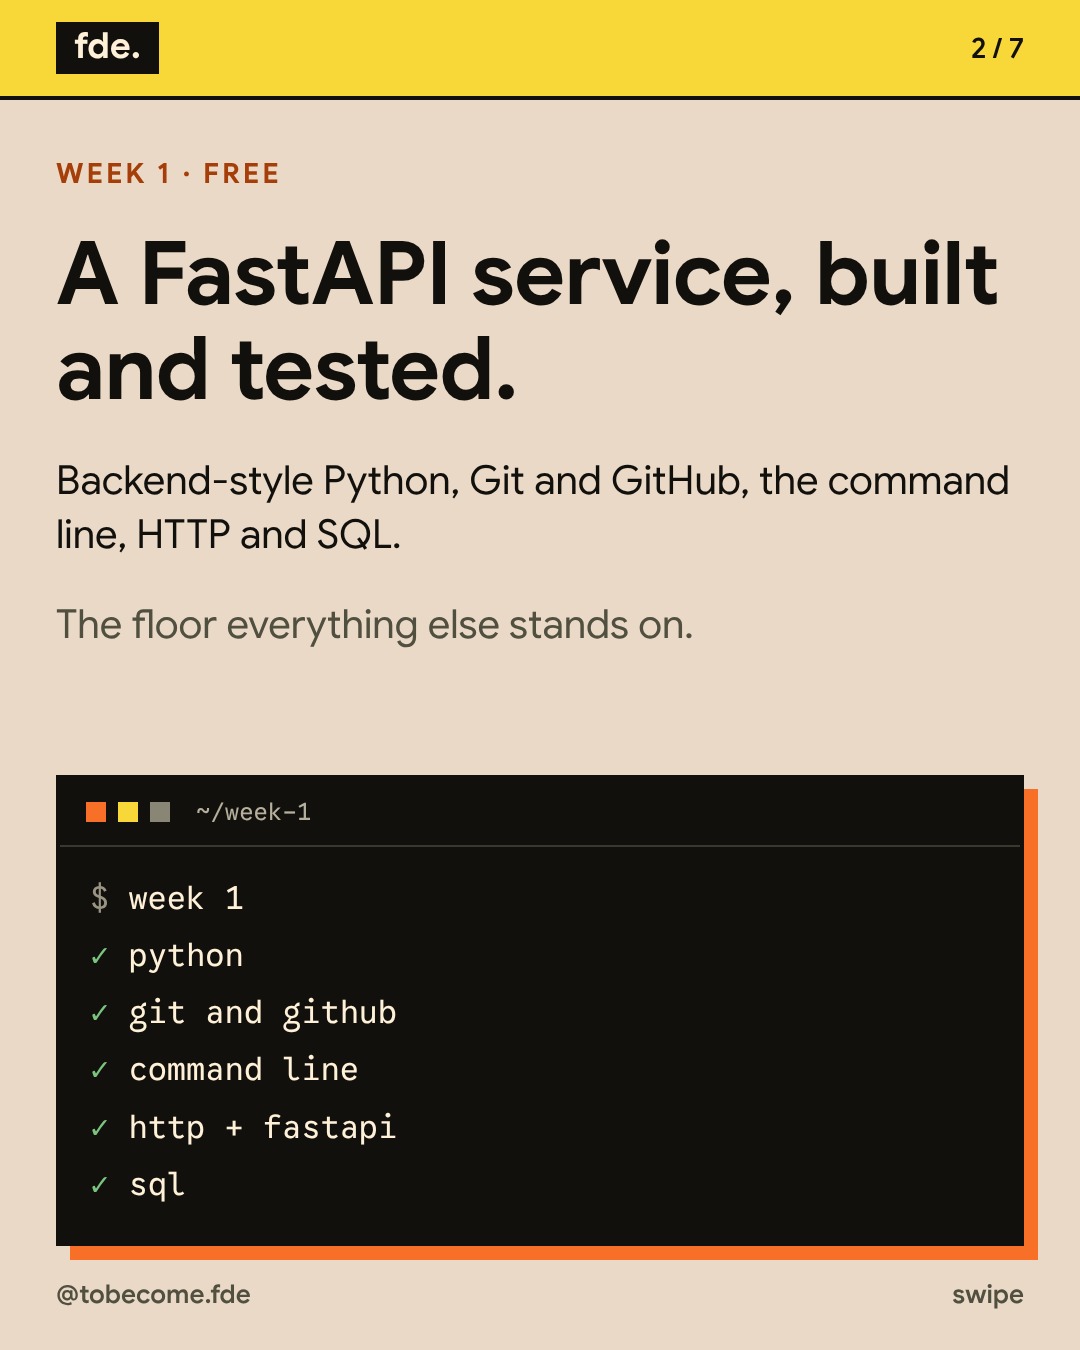 fde.
2 / 7
WEEK 1 · FREE
A FastAPI service, built
and tested.
Backend-style Python, Git and GitHub, the command
line, HTTP and SQL.
The floor everything else stands on.
~/week-1
$ week 1
✓ python
✓ git and github
✓ command line
✓ http + fastapi
✓ sql
@tobecome.fde
swipe